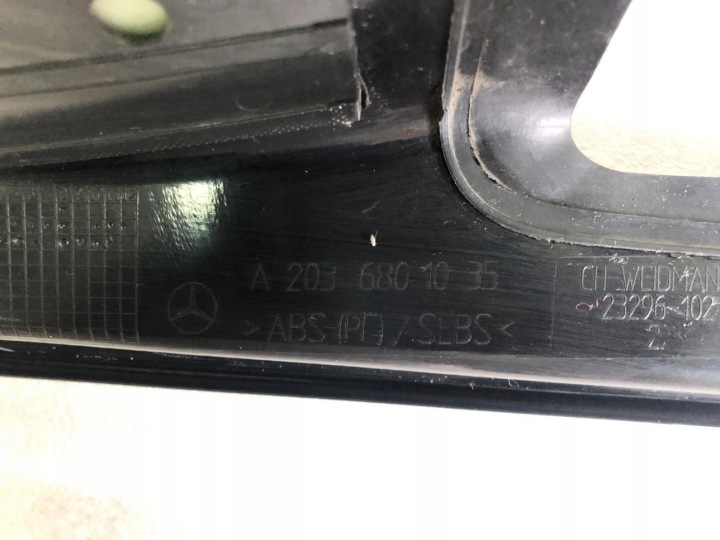 A 203 680 10 35
>ABS-(PC)/SEBS<
CH-WEIDMAN
23296-102